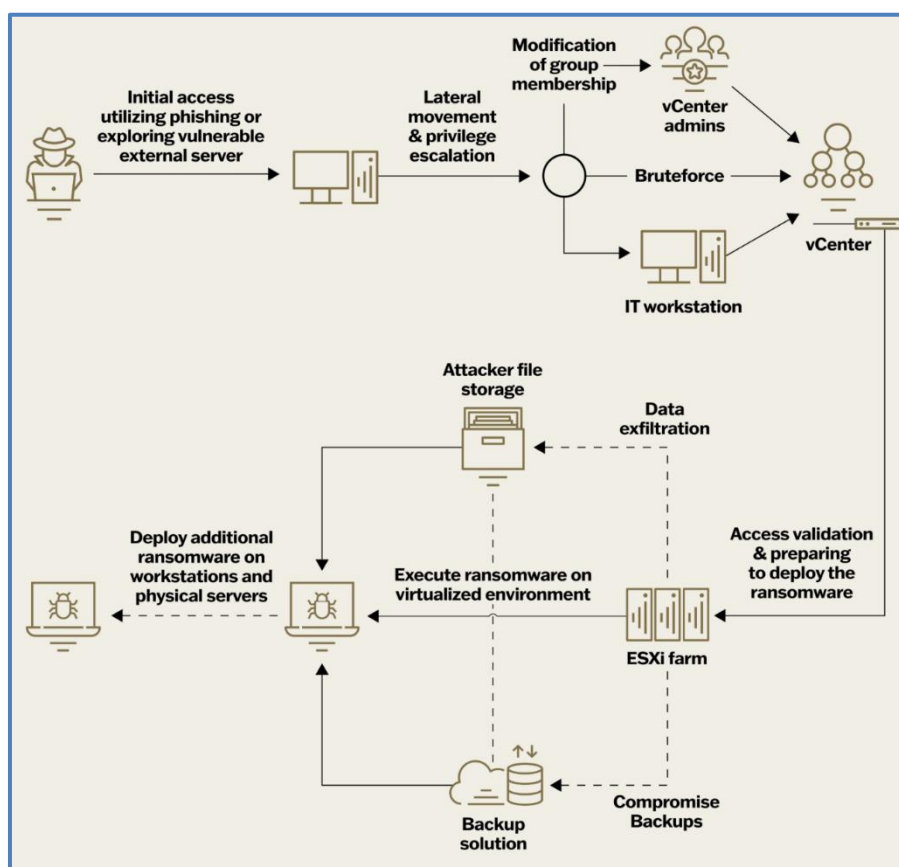 Initial access
utilizing phishing or
exploring vulnerable
external server
Lateral
movement
& privilege
escalation
Modification
of group
membership
vCenter
admins
Bruteforce
vCenter
IT workstation
Attacker file
storage
Data
exfiltration
Deploy additional
ransomware on
workstations and
physical servers
Execute ransomware on
virtualized environment
Access validation
& preparing
to deploy the
ransomware
ESXi farm
Backup
solution
Compromise
Backups